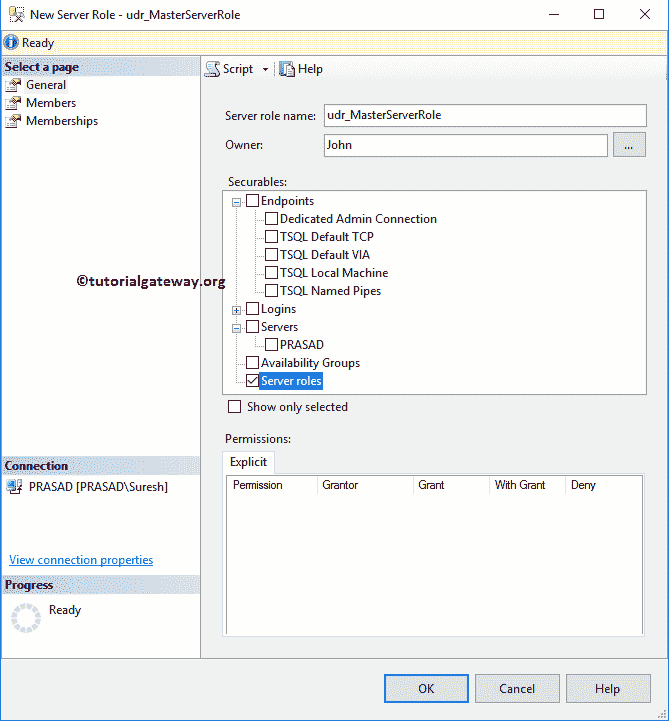 New Server Role - udr_MasterServerRole
Ready
Select a page
General
Members
Memberships
Script
Help
Server role name:
udr_MasterServerRole
Owner:
John
...
Securables:
Endpoints
Dedicated Admin Connection
TSQL Default TCP
TSQL Default VIA
TSQL Local Machine
TSQL Named Pipes
Logins
Servers
PRASAD
Availability Groups
Server roles
©tutorialgateway.org
Show only selected
Permissions:
Explicit
Permission Grantor Grant With Grant Deny
Connection
PRASAD [PRASAD\Suresh]
View connection properties
Progress
Ready
OK Cancel Help